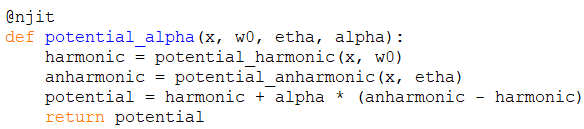 @njit
def potential_alpha(x, w0, etha, alpha):
    harmonic = potential_harmonic(x, w0)
    anharmonic = potential_anharmonic(x, etha)
    potential = harmonic + alpha * (anharmonic - harmonic)
    return potential